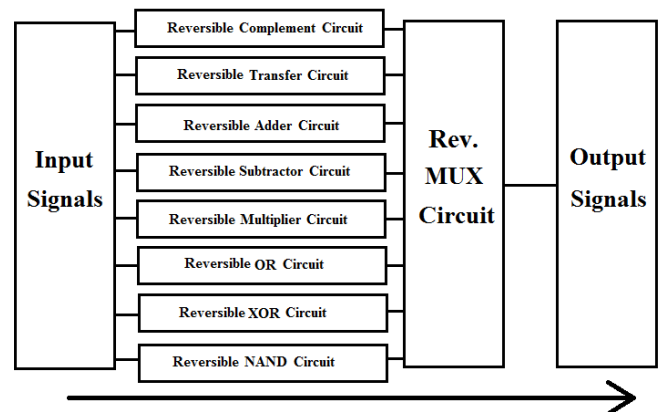 Input
Signals
Reversible Complement Circuit
Reversible Transfer Circuit
Reversible Adder Circuit
Reversible Subtractor Circuit
Reversible Multiplier Circuit
Reversible OR Circuit
Reversible XOR Circuit
Reversible NAND Circuit
Rev.
MUX
Circuit
Output
Signals